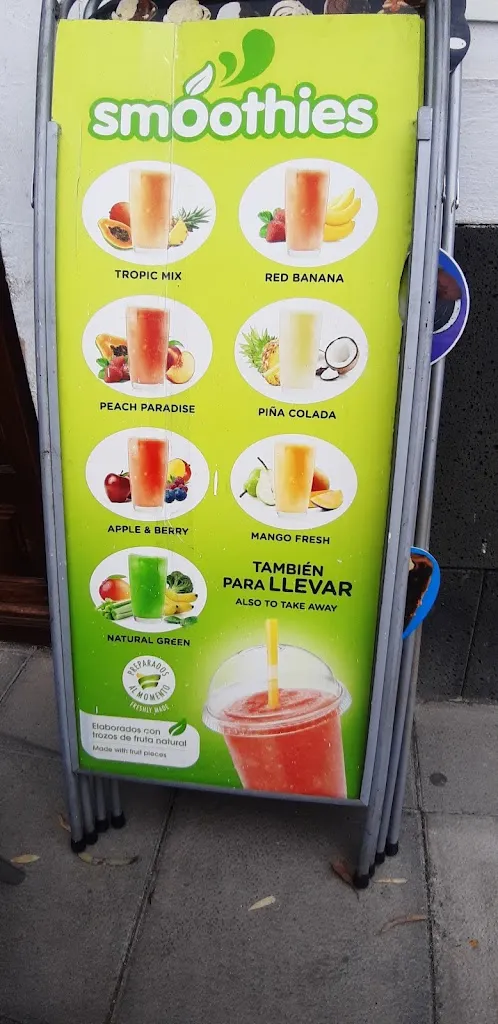 smoothies
TROPIC MIX
RED BANANA
PEACH PARADISE
PIÑA COLADA
APPLE & BERRY
MANGO FRESH
NATURAL GREEN
TAMBIÉN
PARA LLEVAR
ALSO TO TAKE AWAY
PREPARADOS
AL MOMENTO
FRESHLY MADE
Elaborados con
trozos de fruta natural
Made with fruit pieces